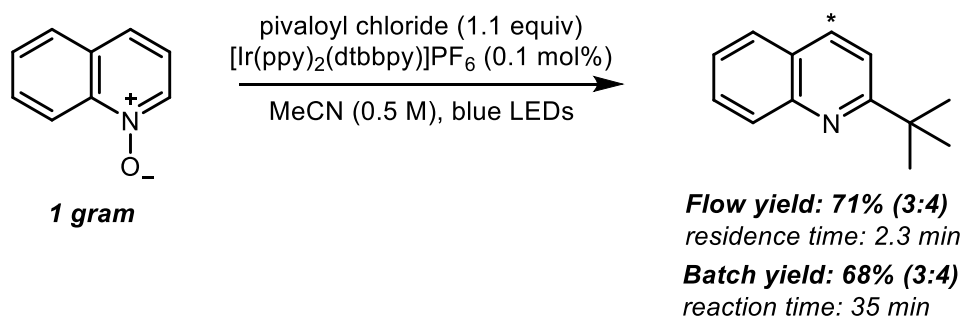 pivaloyl chloride (1.1 equiv)
[Ir(ppy)₂(dtbbpy)]PF₆ (0.1 mol%)
MeCN (0.5 M), blue LEDs
N
+
O
−
1 gram
*
N
Flow yield: 71% (3:4)
residence time: 2.3 min
Batch yield: 68% (3:4)
reaction time: 35 min